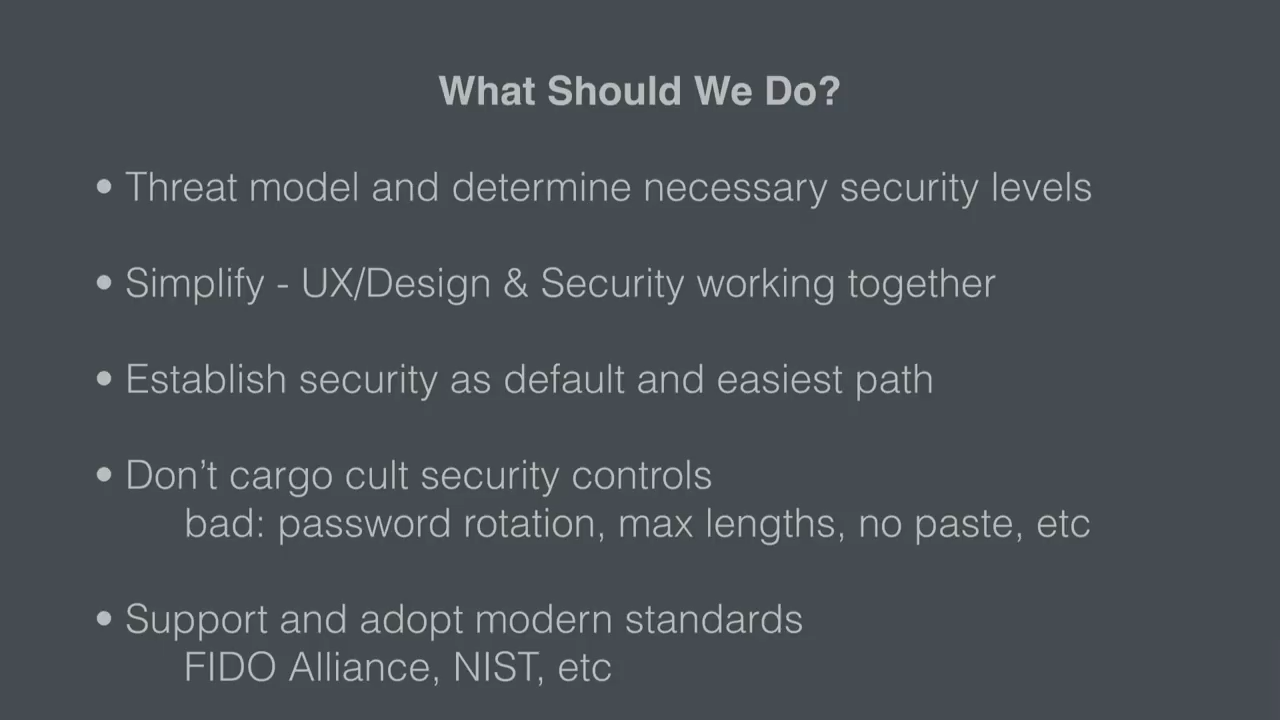 What Should We Do?
• Threat model and determine necessary security levels
• Simplify - UX/Design & Security working together
• Establish security as default and easiest path
• Don’t cargo cult security controls
bad: password rotation, max lengths, no paste, etc
• Support and adopt modern standards
FIDO Alliance, NIST, etc